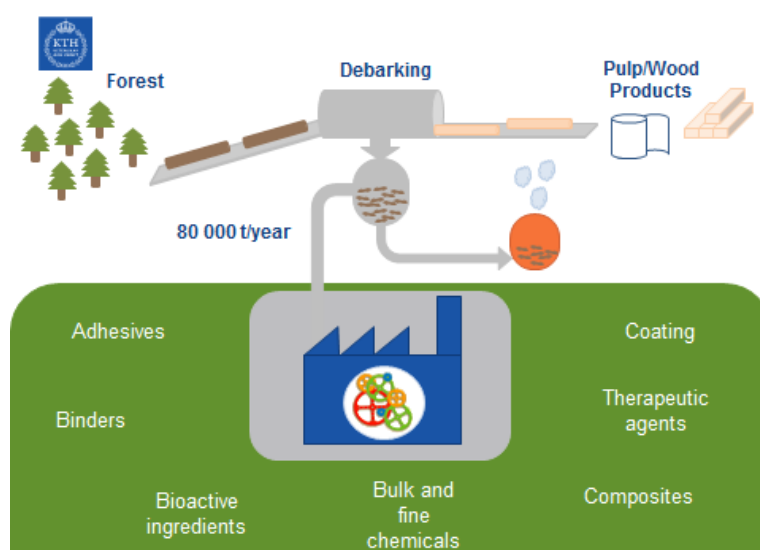 KTH
Forest
Debarking
Pulp/Wood
Products
80 000 t/year
Adhesives
Coating
Binders
Therapeutic
agents
Bioactive
ingredients
Bulk and
fine
chemicals
Composites